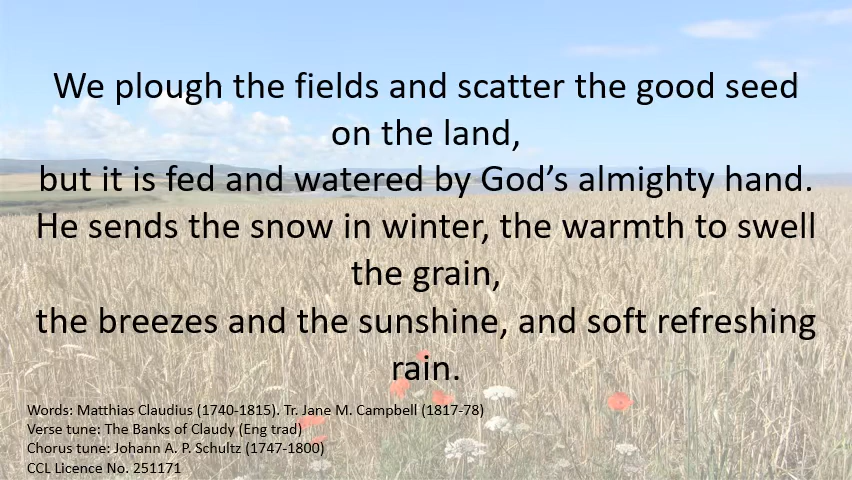 We plough the fields and scatter the good seed
on the land,
but it is fed and watered by God’s almighty hand.
He sends the snow in winter, the warmth to swell
the grain,
the breezes and the sunshine, and soft refreshing
rain.
Words: Matthias Claudius (1740-1815). Tr. Jane M. Campbell (1817-78)
Verse tune: The Banks of Claudy (Eng trad)
Chorus tune: Johann A. P. Schultz (1747-1800)
CCL Licence No. 251171